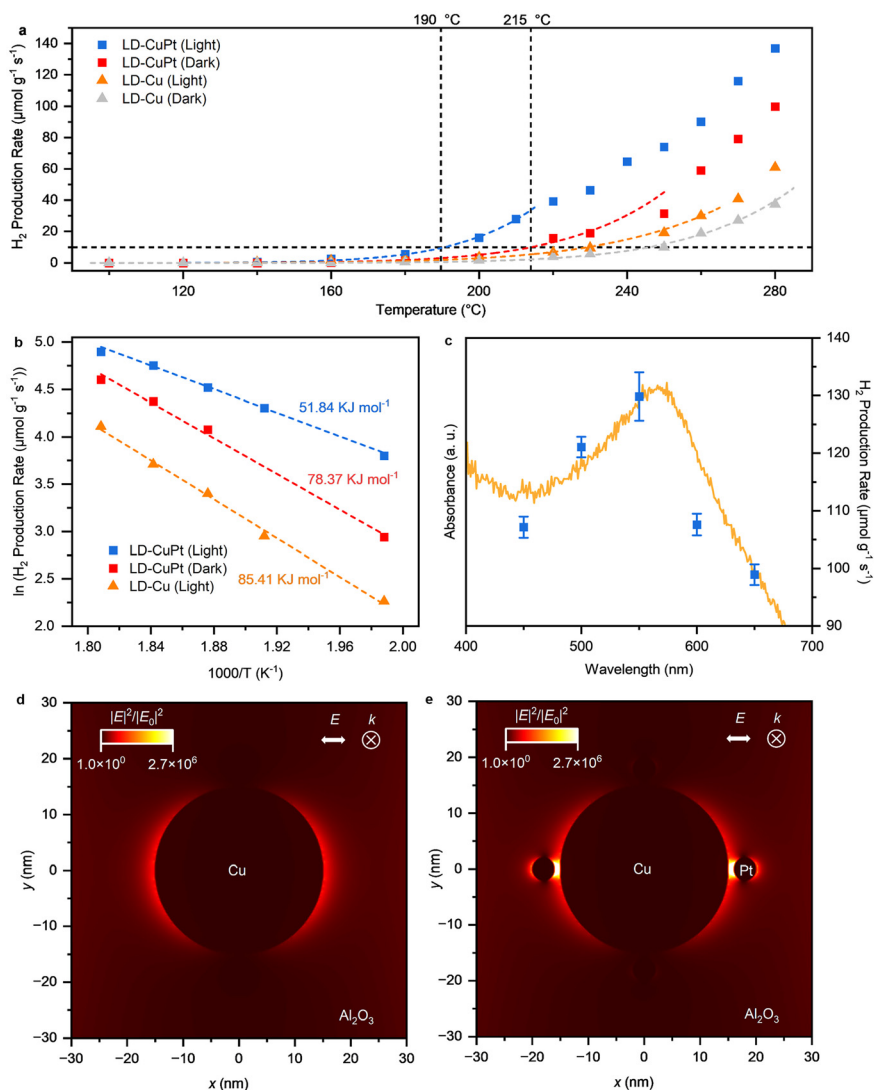 190 °C 215 °C
a
H₂ Production Rate (μmol g⁻¹ s⁻¹)
140
120
100
80
60
40
20
0
LD-CuPt (Light)
LD-CuPt (Dark)
LD-Cu (Light)
LD-Cu (Dark)
120 160 200 240 280
Temperature (°C)
b
ln (H₂ Production Rate (μmol g⁻¹ s⁻¹))
5.0
4.5
4.0
3.5
3.0
2.5
2.0
51.84 KJ mol⁻¹
78.37 KJ mol⁻¹
85.41 KJ mol⁻¹
LD-CuPt (Light)
LD-CuPt (Dark)
LD-Cu (Light)
1.80 1.84 1.88 1.92 1.96 2.00
1000/T (K⁻¹)
c
Absorbance (a. u.)
H₂ Production Rate (μmol g⁻¹ s⁻¹)
140
130
120
110
100
90
400 500 600 700
Wavelength (nm)
d
|E|²/|E₀|²
1.0×10⁰ 2.7×10⁶
E k
Cu
Al₂O₃
y (nm)
30
20
10
0
−10
−20
−30
−30 −20 −10 0 10 20 30
x (nm)
e
|E|²/|E₀|²
1.0×10⁰ 2.7×10⁶
E k
Cu
Pt
Al₂O₃
y (nm)
30
20
10
0
−10
−20
−30
−30 −20 −10 0 10 20 30
x (nm)